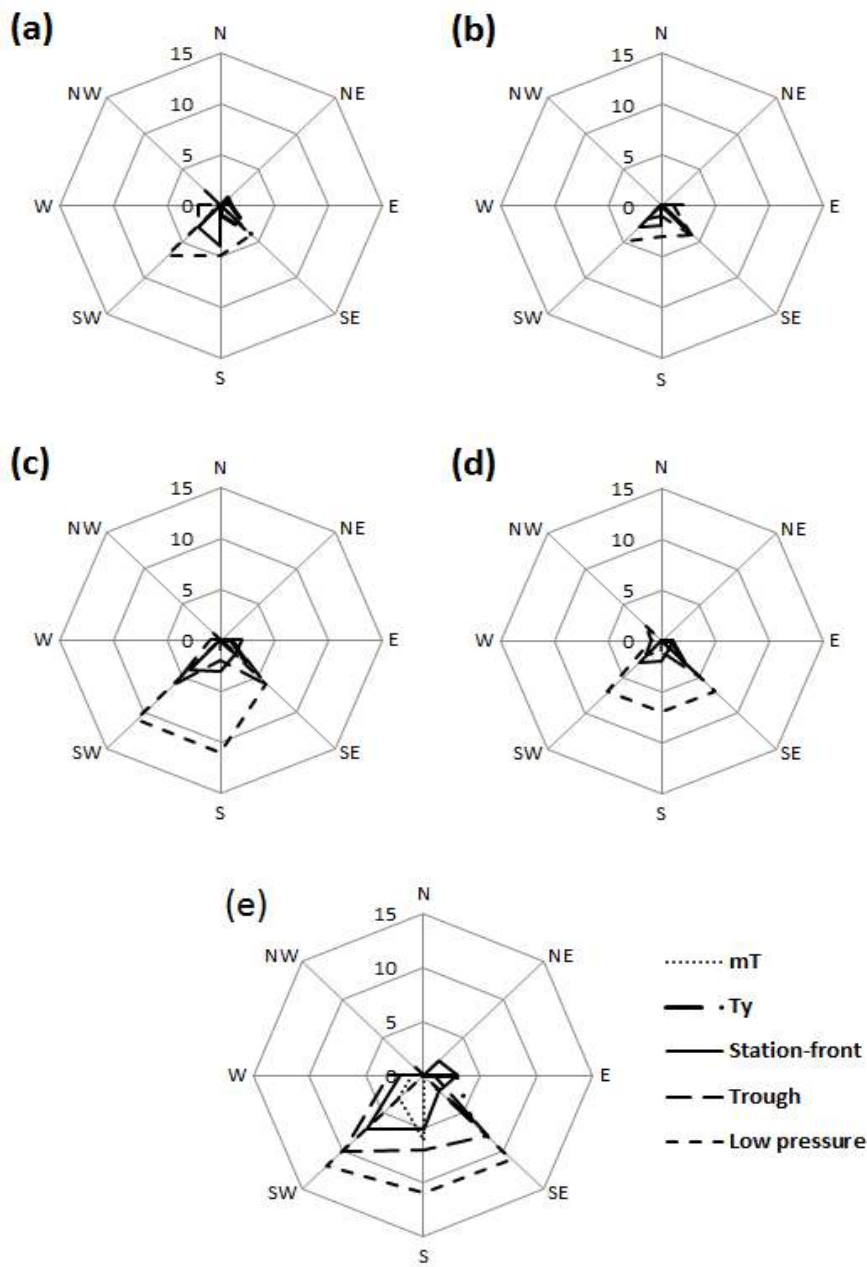 (a)
N
15
NW
NE
10
5
W
0
E
SW
SE
S
(b)
N
15
NW
NE
10
5
W
0
E
SW
SE
S
(c)
N
15
NW
NE
10
5
W
0
E
SW
SE
S
(d)
N
15
NW
NE
10
5
W
0
E
SW
SE
S
(e)
N
15
NW
NE
10
5
W
0
E
SW
SE
S
mT
Ty
Station-front
Trough
Low pressure